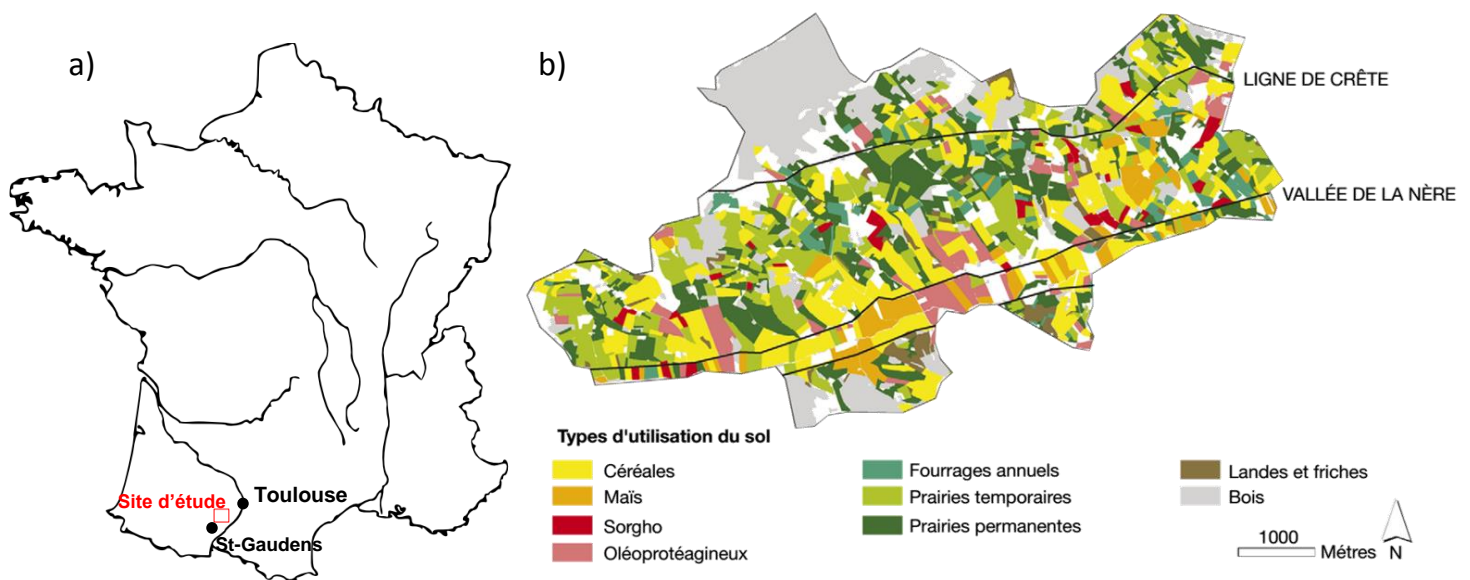 a)
Site d'étude
Toulouse
St-Gaudens
b)
LIGNE DE CRÊTE
VALLÉE DE LA NÈRE
Types d'utilisation du sol
Céréales
Maïs
Sorgho
Oléoprotéagineux
Fourrages annuels
Prairies temporaires
Prairies permanentes
Landes et friches
Bois
1000
Métres
N